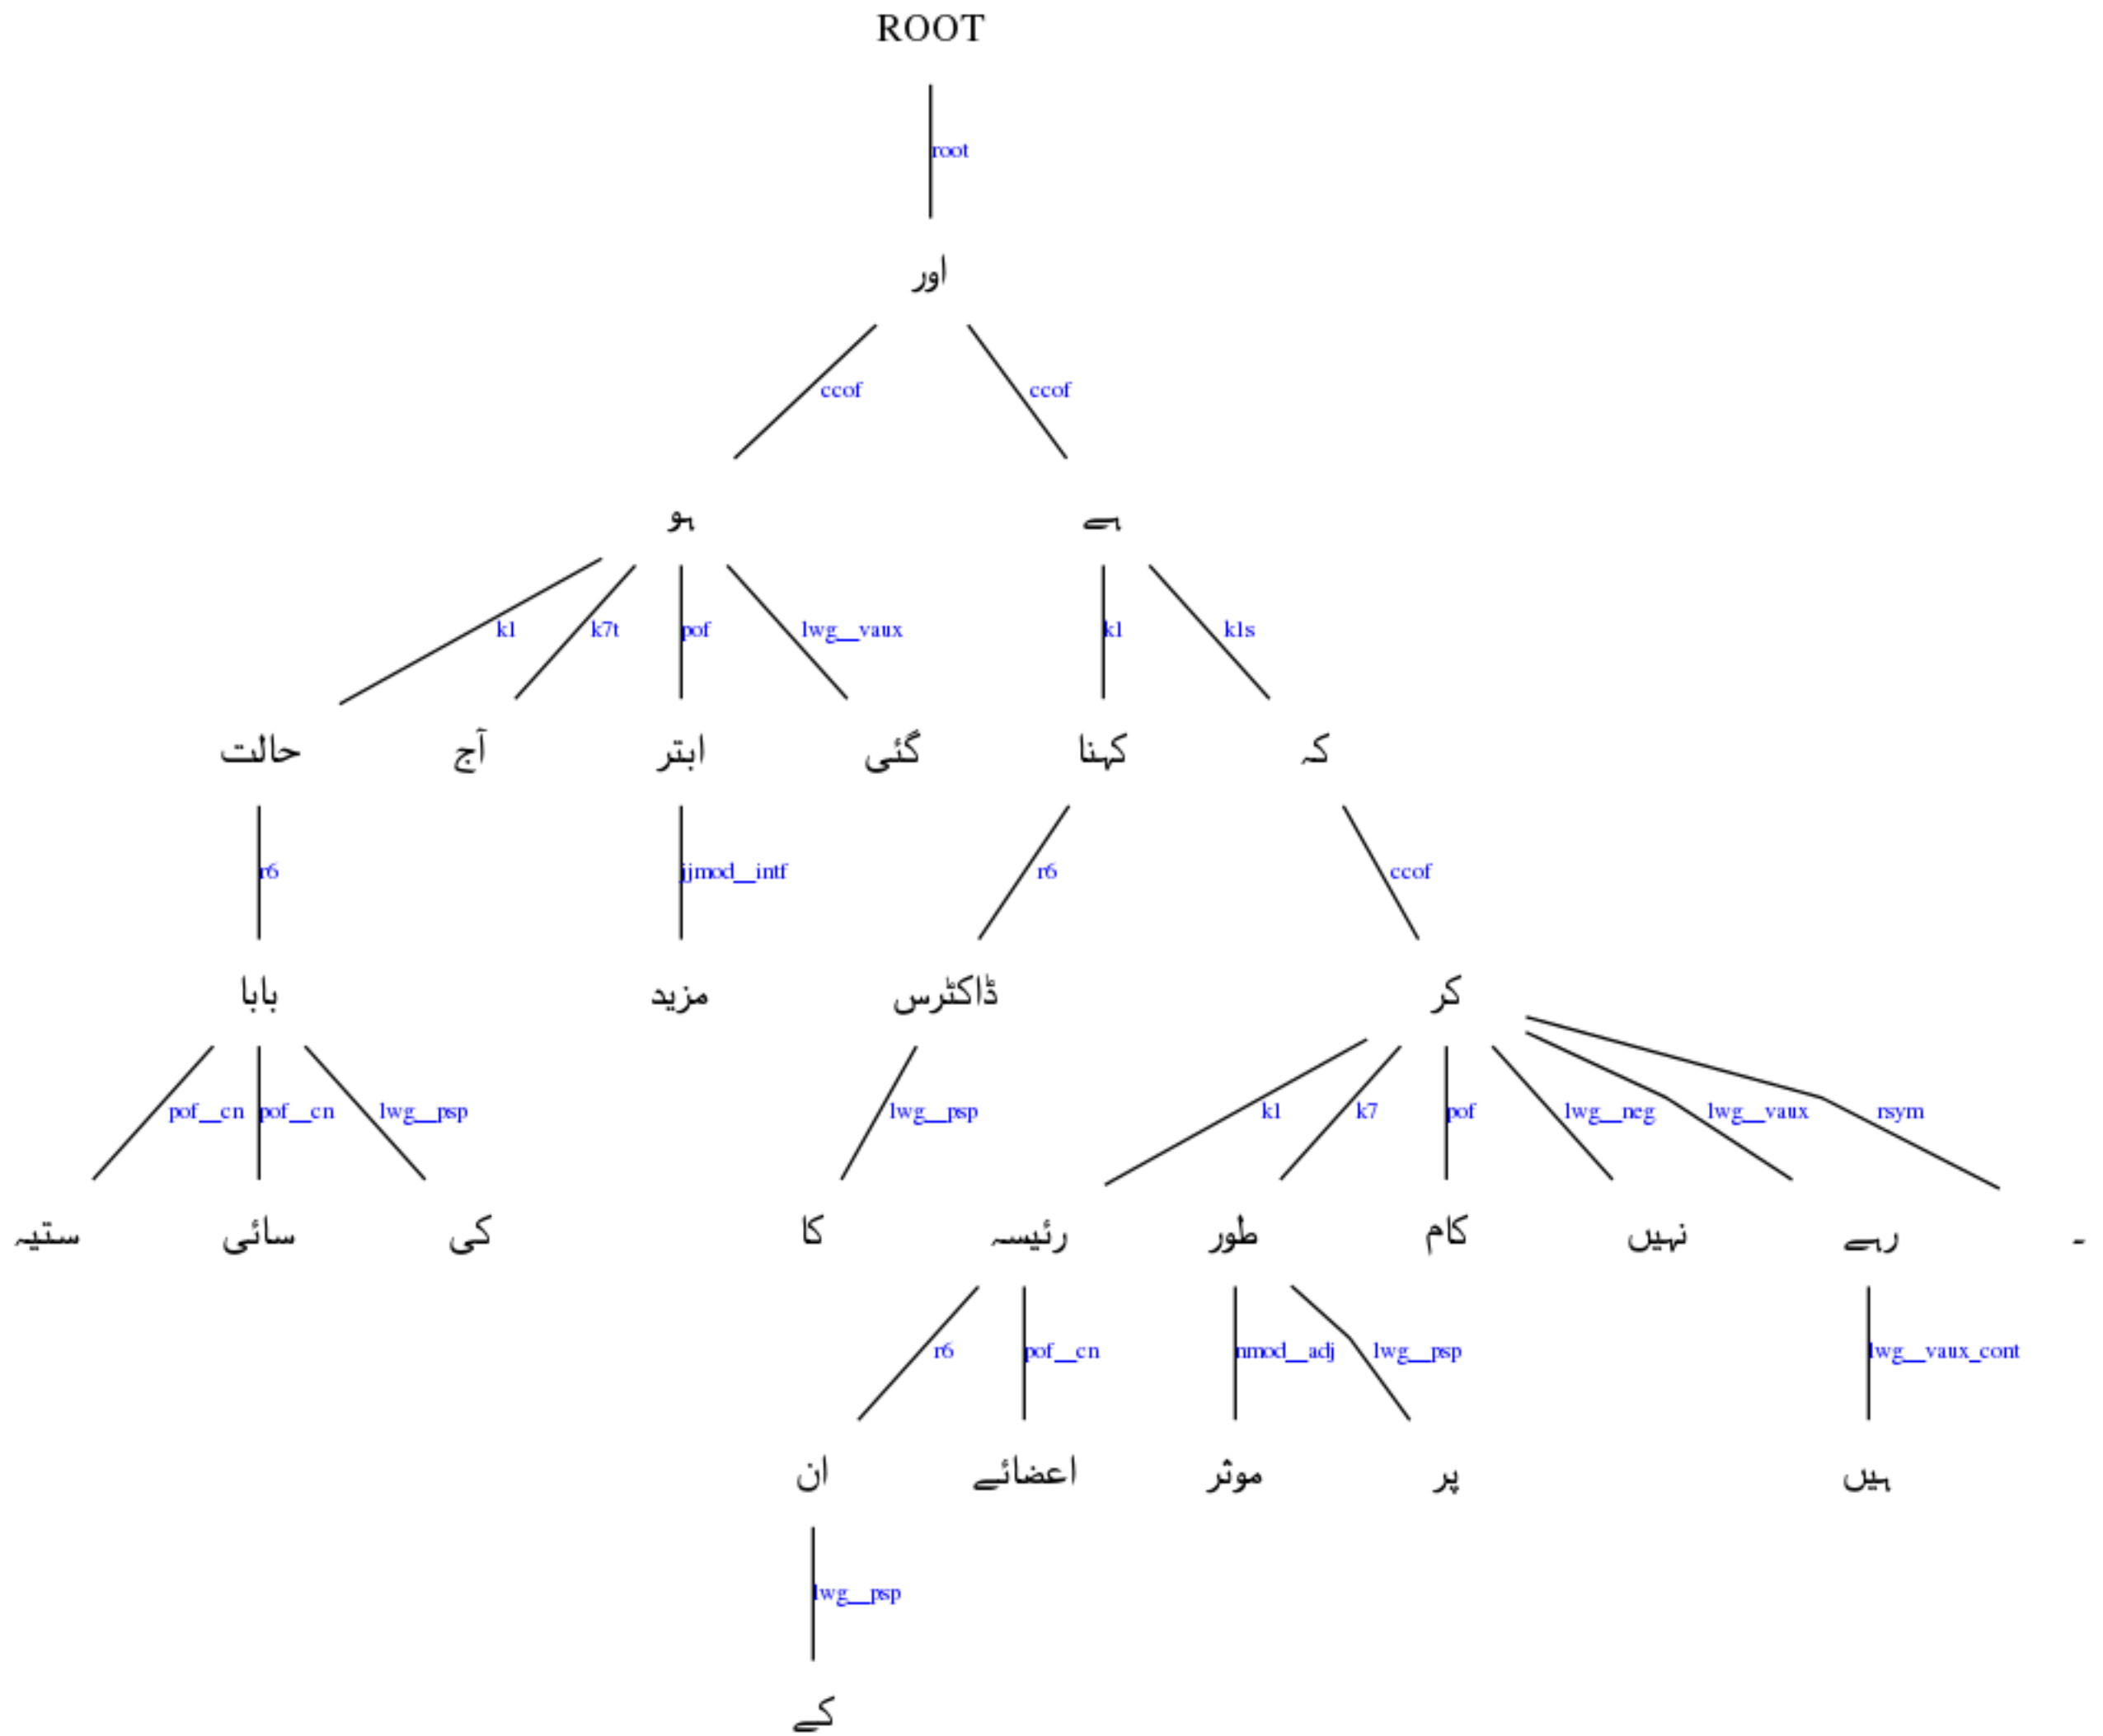 ROOT
root
اور
ccof ccof
ہو ہے
k1 k7t pof lwg__vaux k1 k1s
حالت آج ابتر گئی کہنا کہ
r6 jjmod__intf r6 ccof
بابا مزید ڈاکٹرس کر
pof__cn pof__cn lwg__psp lwg__psp k1 k7 pof lwg__neg lwg__vaux rsym
ستیہ سائی کی کا رئیسہ طور کام نہیں رہے ۔
r6 pof__cn nmod__adj lwg__psp lwg__vaux_cont
ان اعضائے موثر پر ہیں
lwg__psp
کے